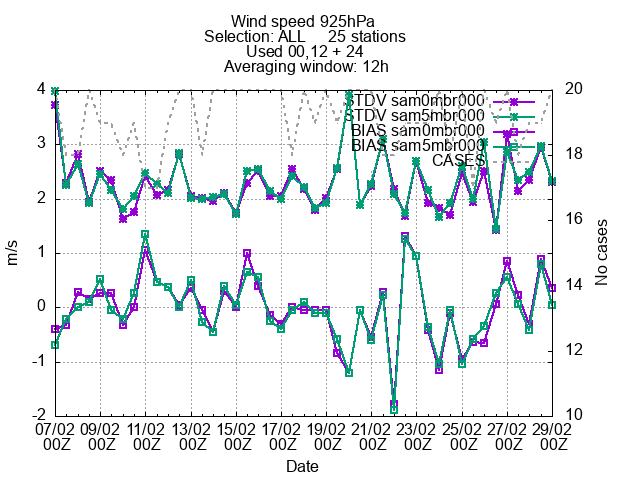 Wind speed 925hPa
Selection: ALL 25 stations
Used 00,12 + 24
Averaging window: 12h
4
3
2
1
0
-1
-2
m/s
20
18
16
14
12
10
No cases
STDV sam0mbr000
STDV sam5mbr000
BIAS sam0mbr000
BIAS sam5mbr000
CASES
07/02 09/02 11/02 13/02 15/02 17/02 19/02 21/02 23/02 25/02 27/02 29/02
00Z 00Z 00Z 00Z 00Z 00Z 00Z 00Z 00Z 00Z 00Z 00Z
Date